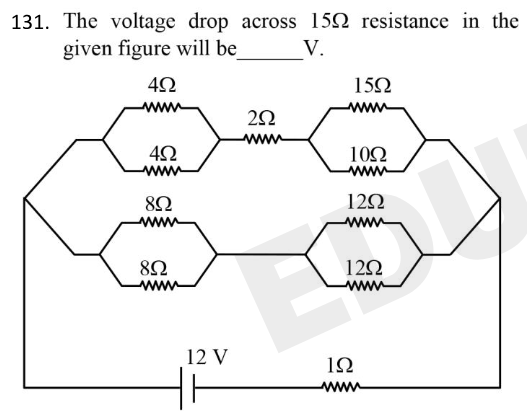 131. The voltage drop across 15Ω resistance in the
given figure will be______V.
4Ω
15Ω
2Ω
4Ω
10Ω
8Ω
12Ω
8Ω
12Ω
12 V
1Ω
EDU